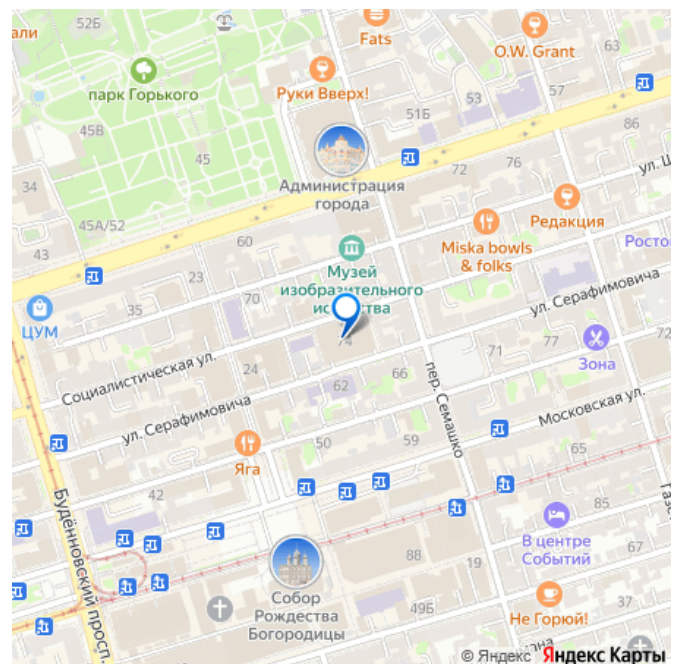 52Б
али
Fats
O.W. Grant
63
парк Горького
Руки Вверх!
53
51Б
86
45В
45
34
72
76
Администрация
города
ул. Ш
45А/52
Редакция
43
60
Miska bowls
& folks
Росто
Музей
изобразительного
искусства
23
35
70
ЦУМ
ул. Серафимовича
74
72
Социалистическая ул.
71
77
Зона
24
62
66
пер. Семашко
ул. Серафимовича
Московская ул.
50
59
65
Яга
42
Будённовский просп.
85
Газе
В центре
Событий
67
88
19
Собор
Рождества
Богородицы
49Б
Не Горюй!
37
ана
© Яндекс Яндекс Карты